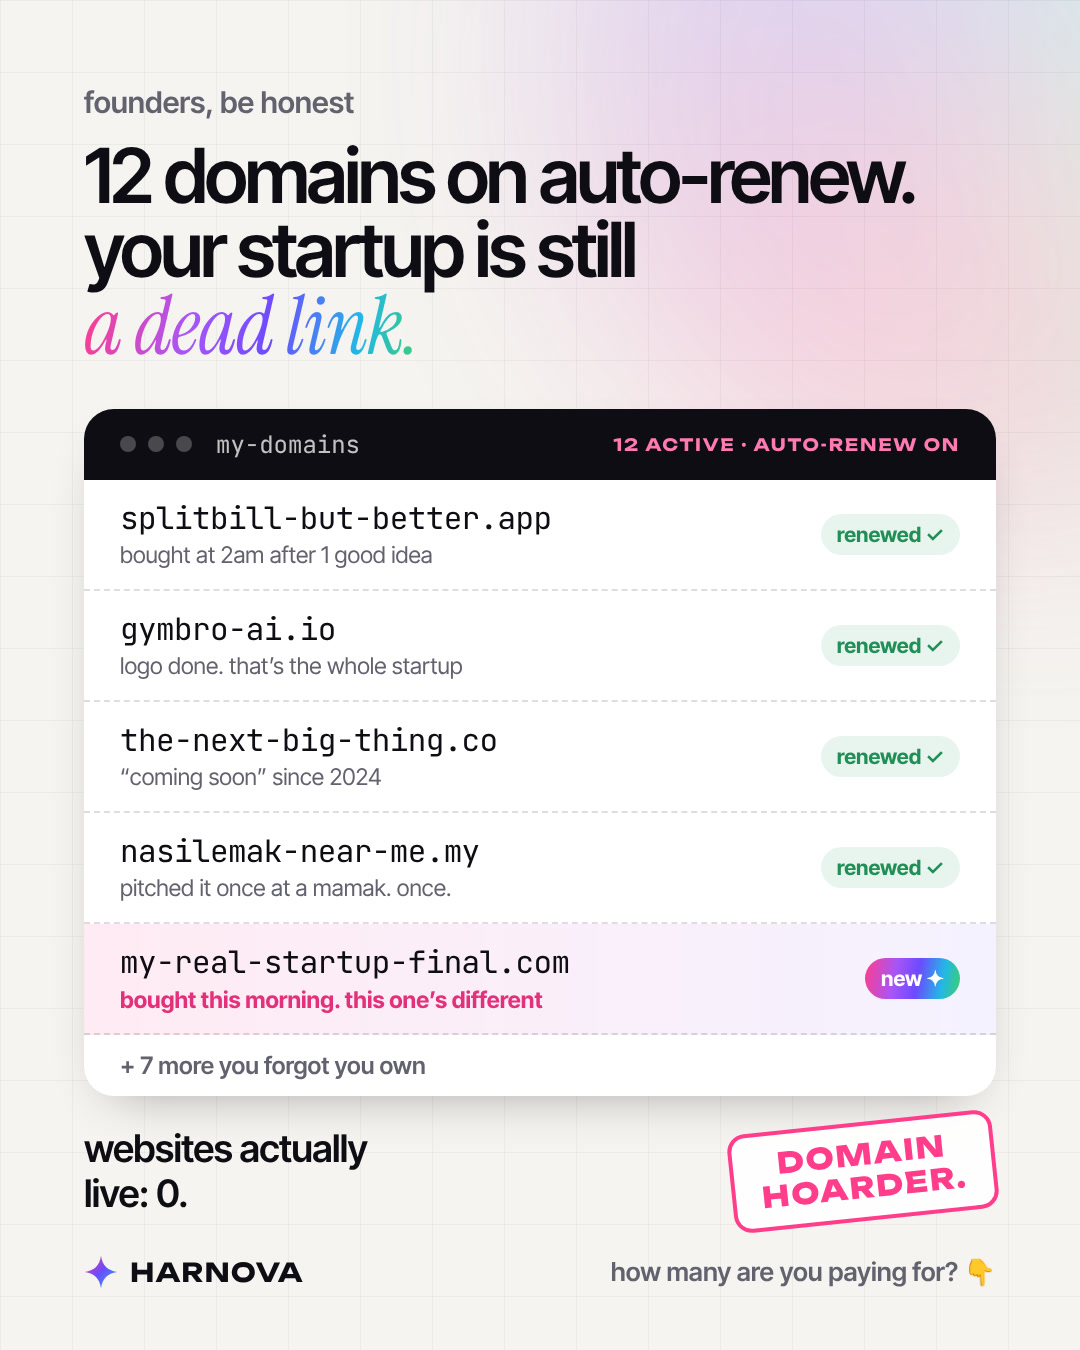 founders, be honest
12 domains on auto-renew.
your startup is still
a dead link.
my-domains
12 ACTIVE · AUTO-RENEW ON
splitbill-but-better.app
bought at 2am after 1 good idea
renewed ✓
gymbro-ai.io
logo done. that’s the whole startup
renewed ✓
the-next-big-thing.co
“coming soon” since 2024
renewed ✓
nasilemak-near-me.my
pitched it once at a mamak. once.
renewed ✓
my-real-startup-final.com
bought this morning. this one’s different
new ✦
+ 7 more you forgot you own
websites actually
live: 0.
DOMAIN
HOARDER.
HARNOVA
how many are you paying for? 👇